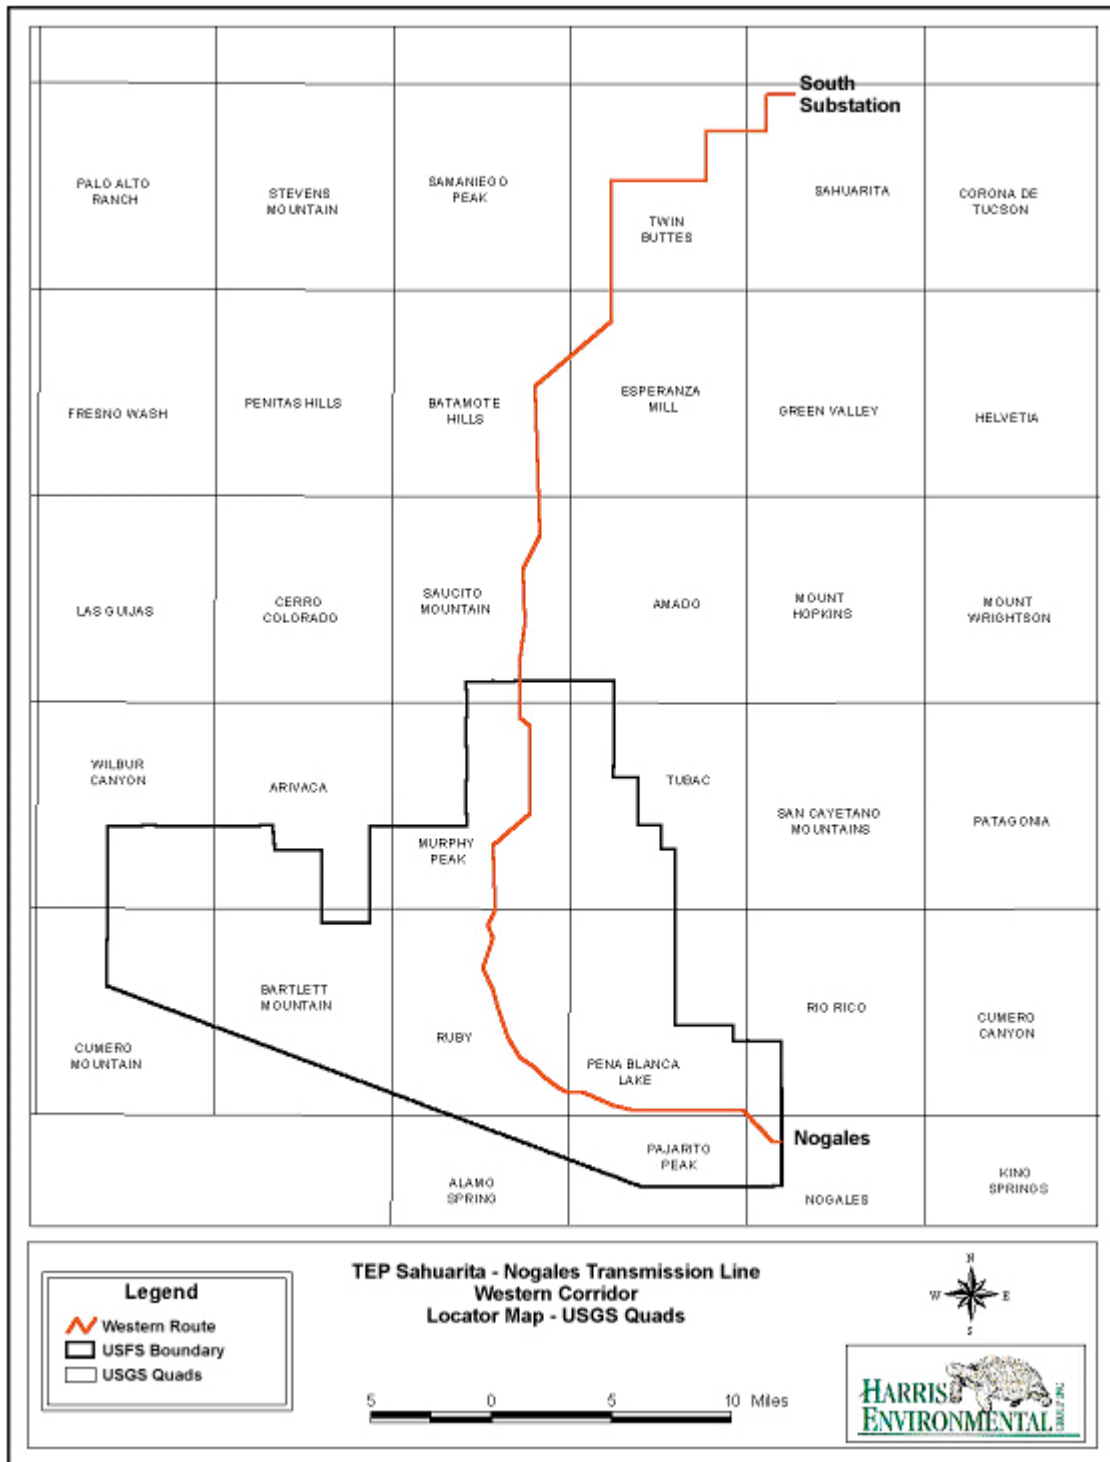 South
Substation
PALO ALTO
RANCH
STEVENS
MOUNTAIN
SAMANIEGO
PEAK
TWIN
BUTTES
SAHUARITA
CORONA DE
TUCSON
FRESNO WASH
PENITAS HILLS
BATAMOTE
HILLS
ESPERANZA
MILL
GREEN VALLEY
HELVETIA
LAS GUIJAS
CERRO
COLORADO
SAUCITO
MOUNTAIN
AMADO
MOUNT
HOPKINS
MOUNT
WRIGHTSON
WILBUR
CANYON
ARIVACA
MURPHY
PEAK
TUBAC
SAN CAYETANO
MOUNTAINS
PATAGONIA
CUMERO
MOUNTAIN
BARTLETT
MOUNTAIN
RUBY
PENA BLANCA
LAKE
RIO RICO
CUMERO
CANYON
ALAMO
SPRING
PAJARITO
PEAK
Nogales
NOGALES
KINO
SPRINGS
Legend
Western Route
USFS Boundary
USGS Quads
TEP Sahuarita - Nogales Transmission Line
Western Corridor
Locator Map - USGS Quads
5 0 5 10 Miles
N
W E
S
HARRIS
ENVIRONMENTAL
GROUP, INC